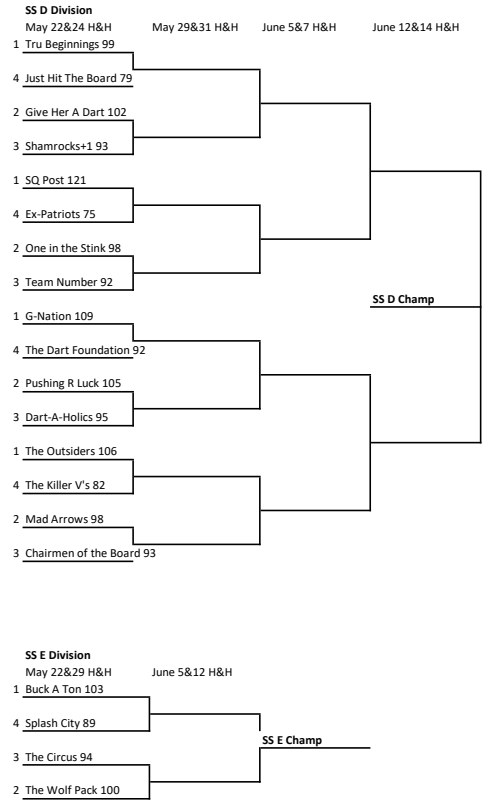 SS D Division
May 22&24 H&H May 29&31 H&H June 5&7 H&H June 12&14 H&H
1 Tru Beginnings 99
4 Just Hit The Board 79
2 Give Her A Dart 102
3 Shamrocks+1 93
1 SQ Post 121
4 Ex-Patriots 75
2 One in the Stink 98
3 Team Number 92
SS D Champ
1 G-Nation 109
4 The Dart Foundation 92
2 Pushing R Luck 105
3 Dart-A-Holics 95
1 The Outsiders 106
4 The Killer V's 82
2 Mad Arrows 98
3 Chairmen of the Board 93
SS E Division
May 22&29 H&H June 5&12 H&H
1 Buck A Ton 103
4 Splash City 89
SS E Champ
3 The Circus 94
2 The Wolf Pack 100